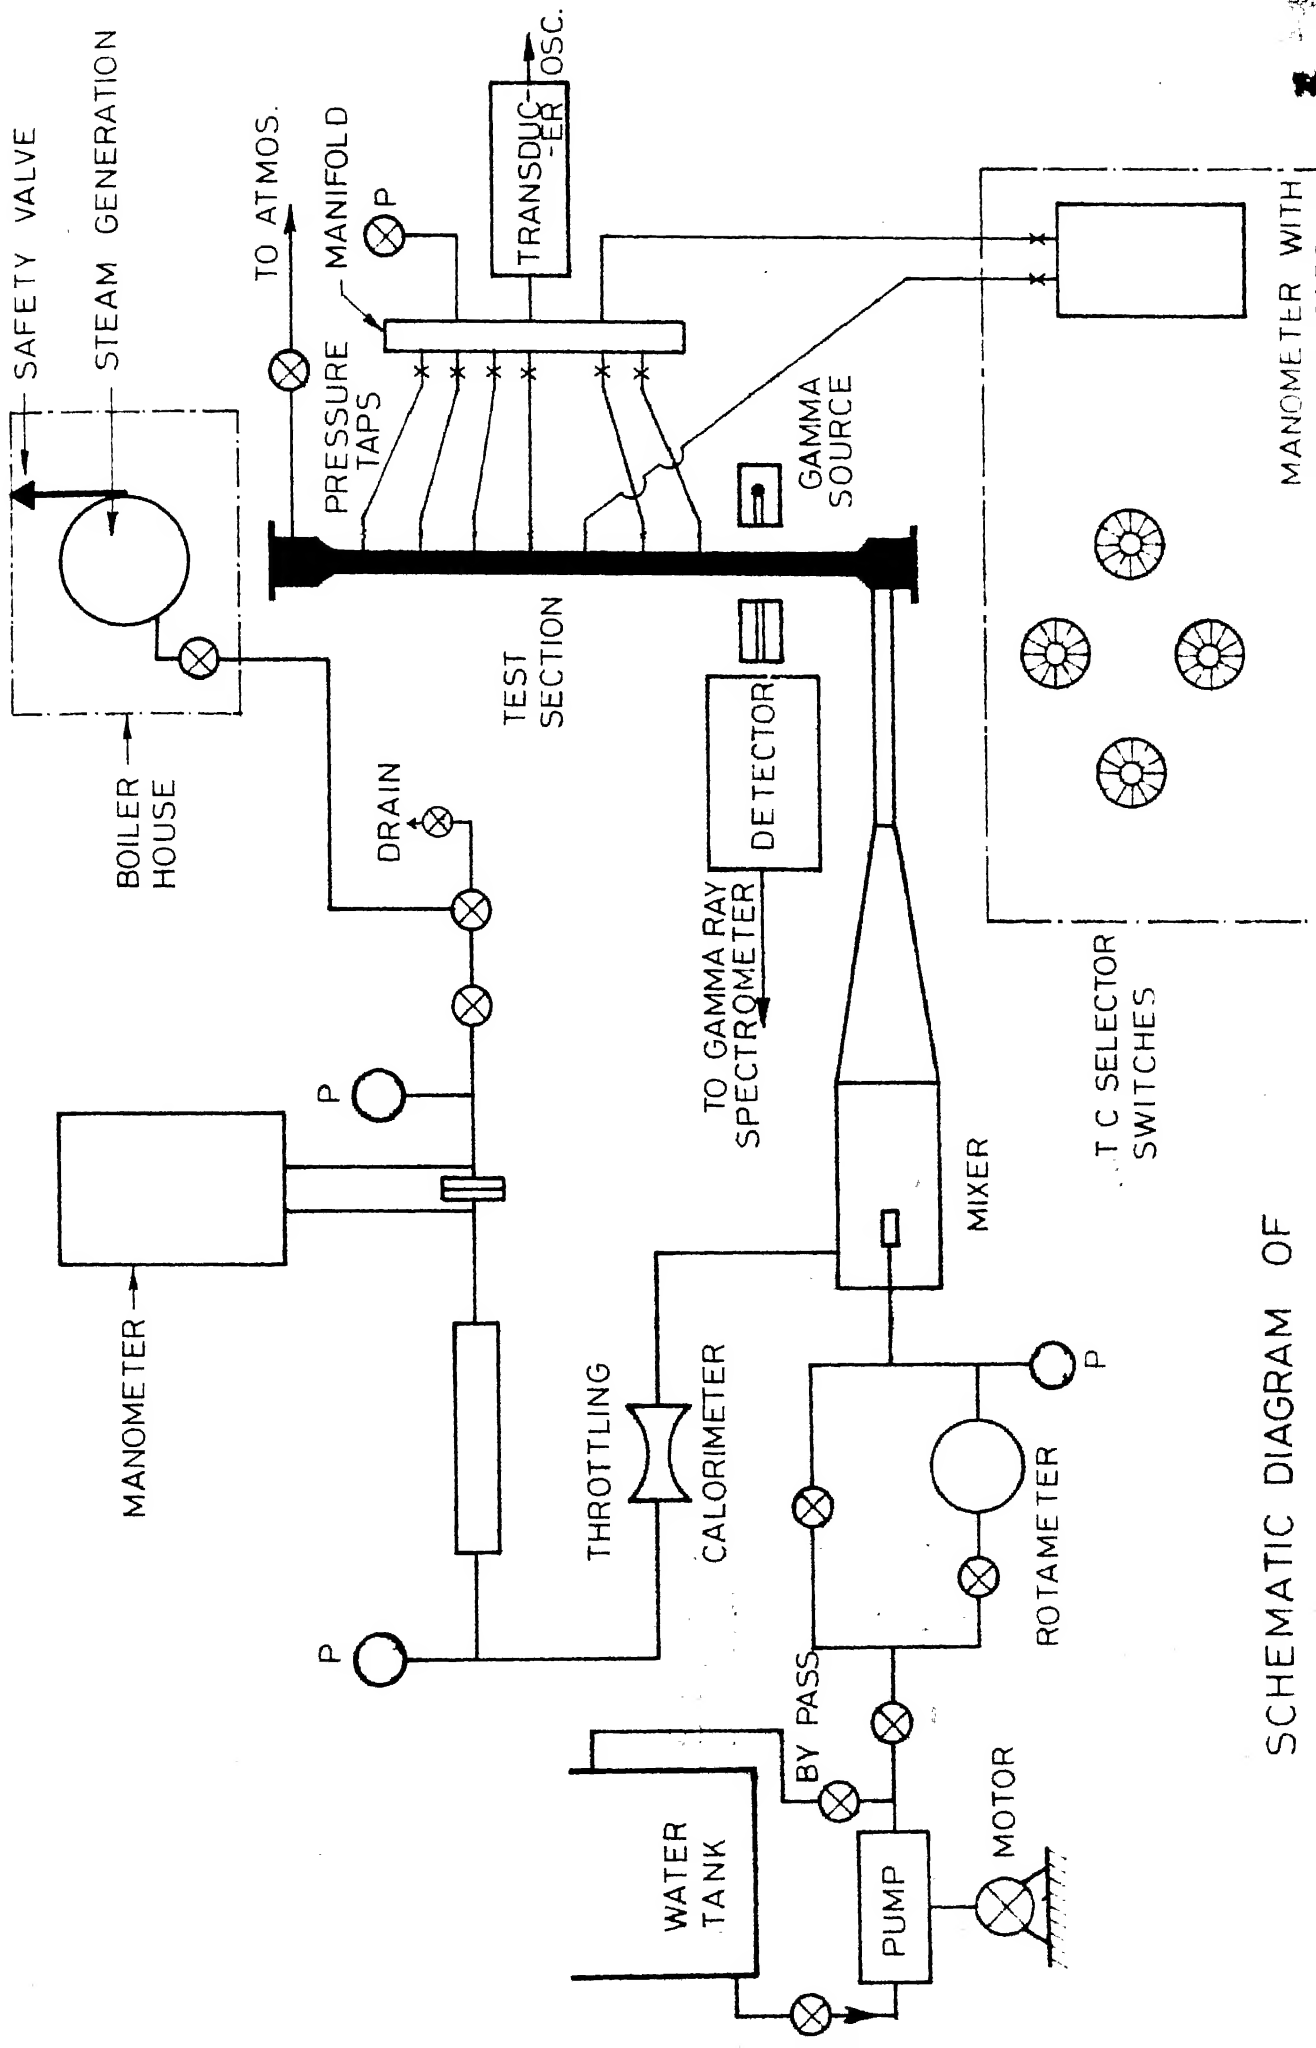 SAFETY VALVE
STEAM GENERATION
BOILER
HOUSE
TO ATMOS.
PRESSURE
TAPS
MANIFOLD
P
TRANSDUC-
-ER
OSC.
DRAIN
TEST
SECTION
GAMMA
SOURCE
DETECTOR
TO GAMMA RAY
SPECTROMETER
MANOMETER
P
P
THROTTLING
CALORIMETER
MIXER
T C SELECTOR
SWITCHES
MANOMETER WITH
WATER
TANK
BY PASS
PUMP
MOTOR
ROTAMETER
P
SCHEMATIC DIAGRAM OF